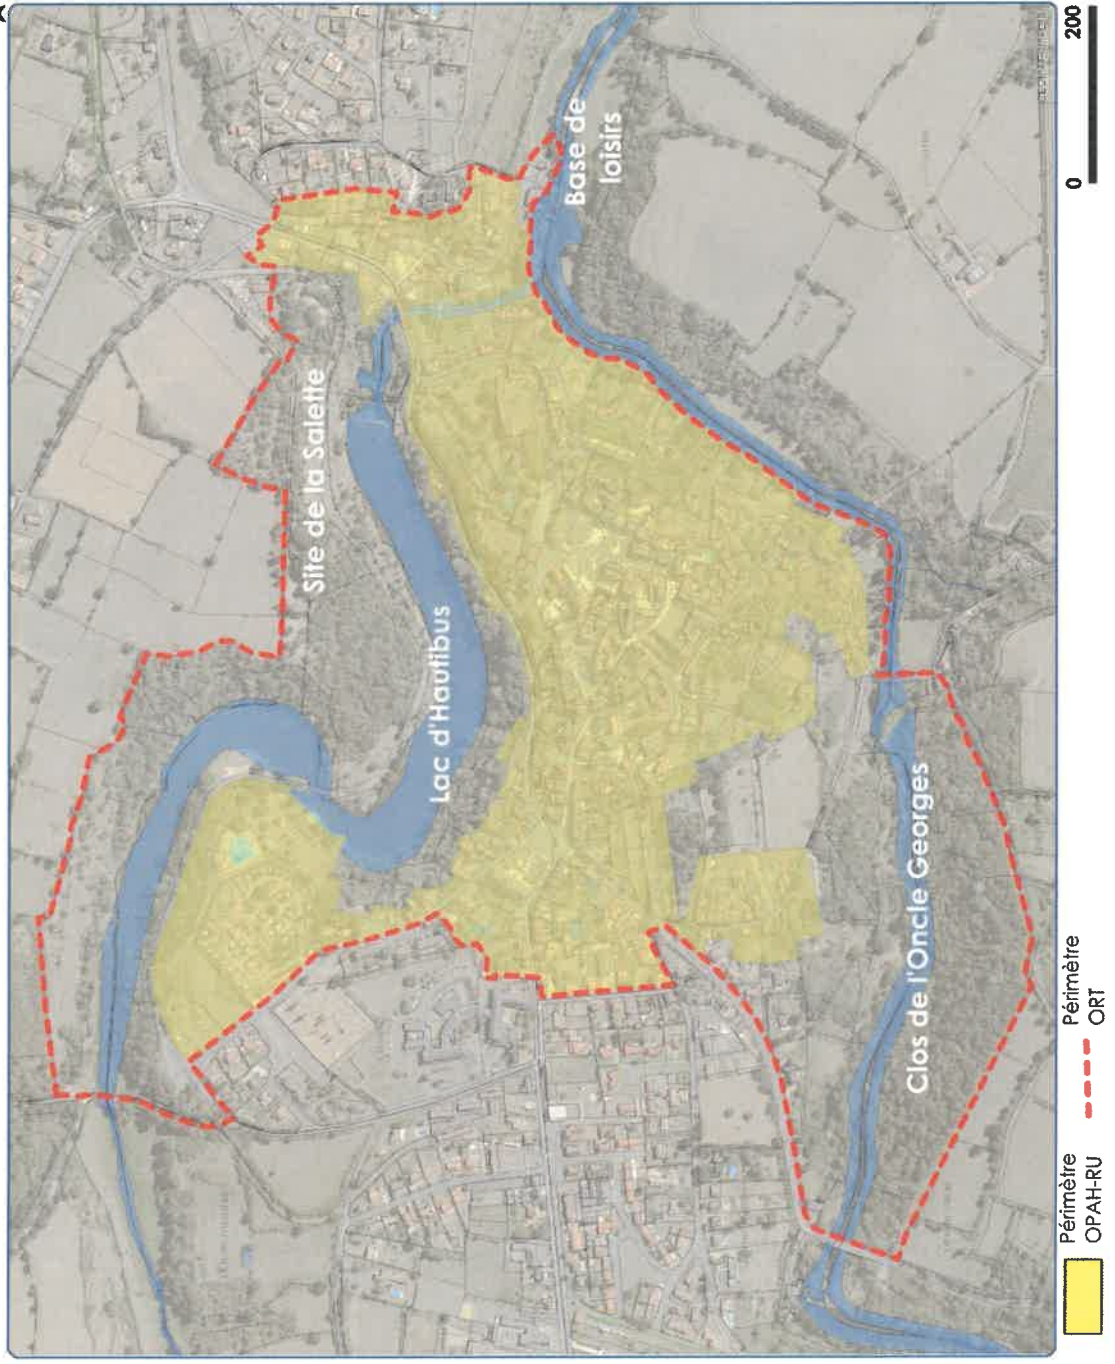 Site de la Salette
Lac d'Hautibus
Base de
loisirs
Clos de l'Oncle Georges
Périmètre
OPAH-RU
Périmètre
ORT
0
200